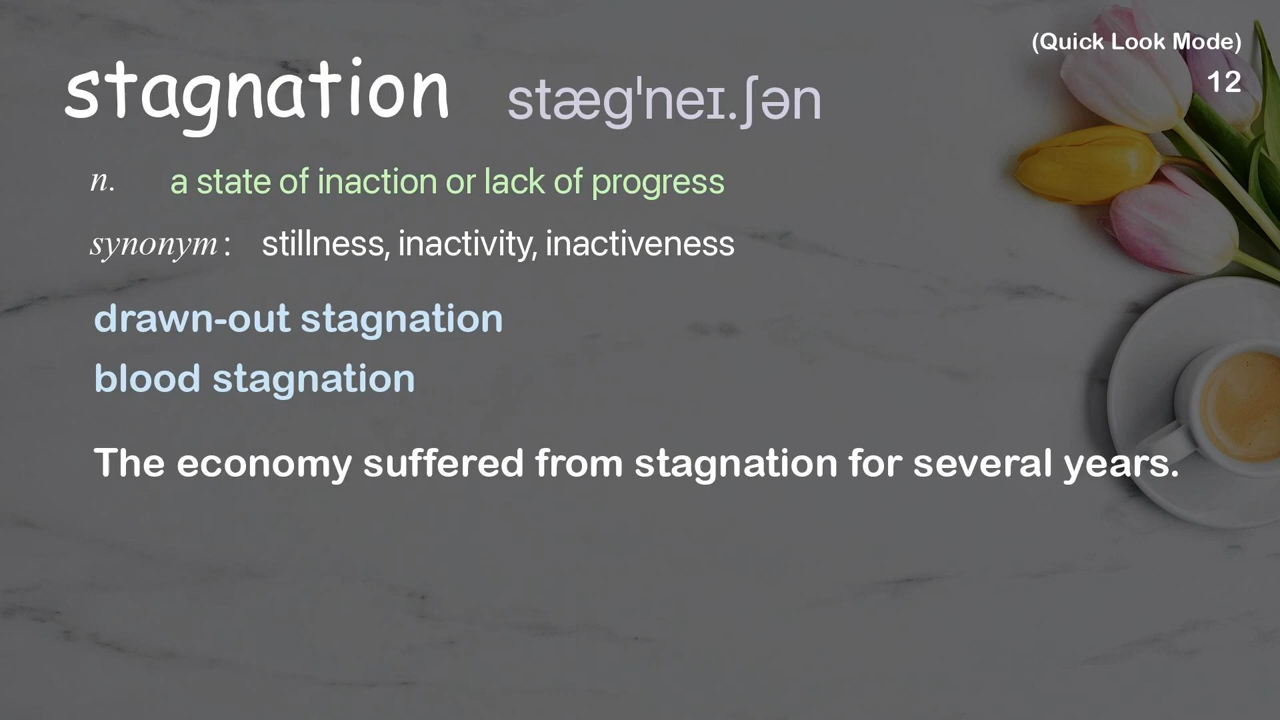 (Quick Look Mode)
12
stagnation stæɡˈneɪ.ʃən
n. a state of inaction or lack of progress
synonym: stillness, inactivity, inactiveness
drawn-out stagnation
blood stagnation
The economy suffered from stagnation for several years.